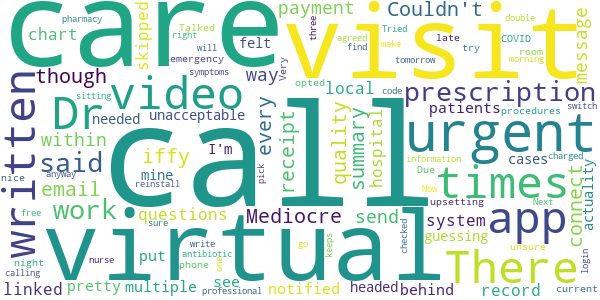 care
visit
call
virtual
urgent
video
Dr
app
times
There
written
said
work
prescription
Couldn't
payment
message
skipped
chart
felt
way
though
local
try
late
Tried
agreed
find
make
Talked
right
will
emergency
symptoms
pharmacy
three
double
COVID
room
morning
tomorrow
Very
opted
sitting
needed
unacceptable
patients
procedures
switch
within
iffy
I'm
every
receipt
quality
summary
hospital
cases
code
charged
information
connect
actuality
email
mine
nice
anyway
reinstall
pick
Mediocre
send
system
Due
upsetting
Now
Next
free
sure
put
questions
write
antibiotic
guessing
unsure
login
night
calling
nurse
phone
see
checked
go
linked
pretty
multiple
professional
one
notified
headed
keeps
behind
record
current